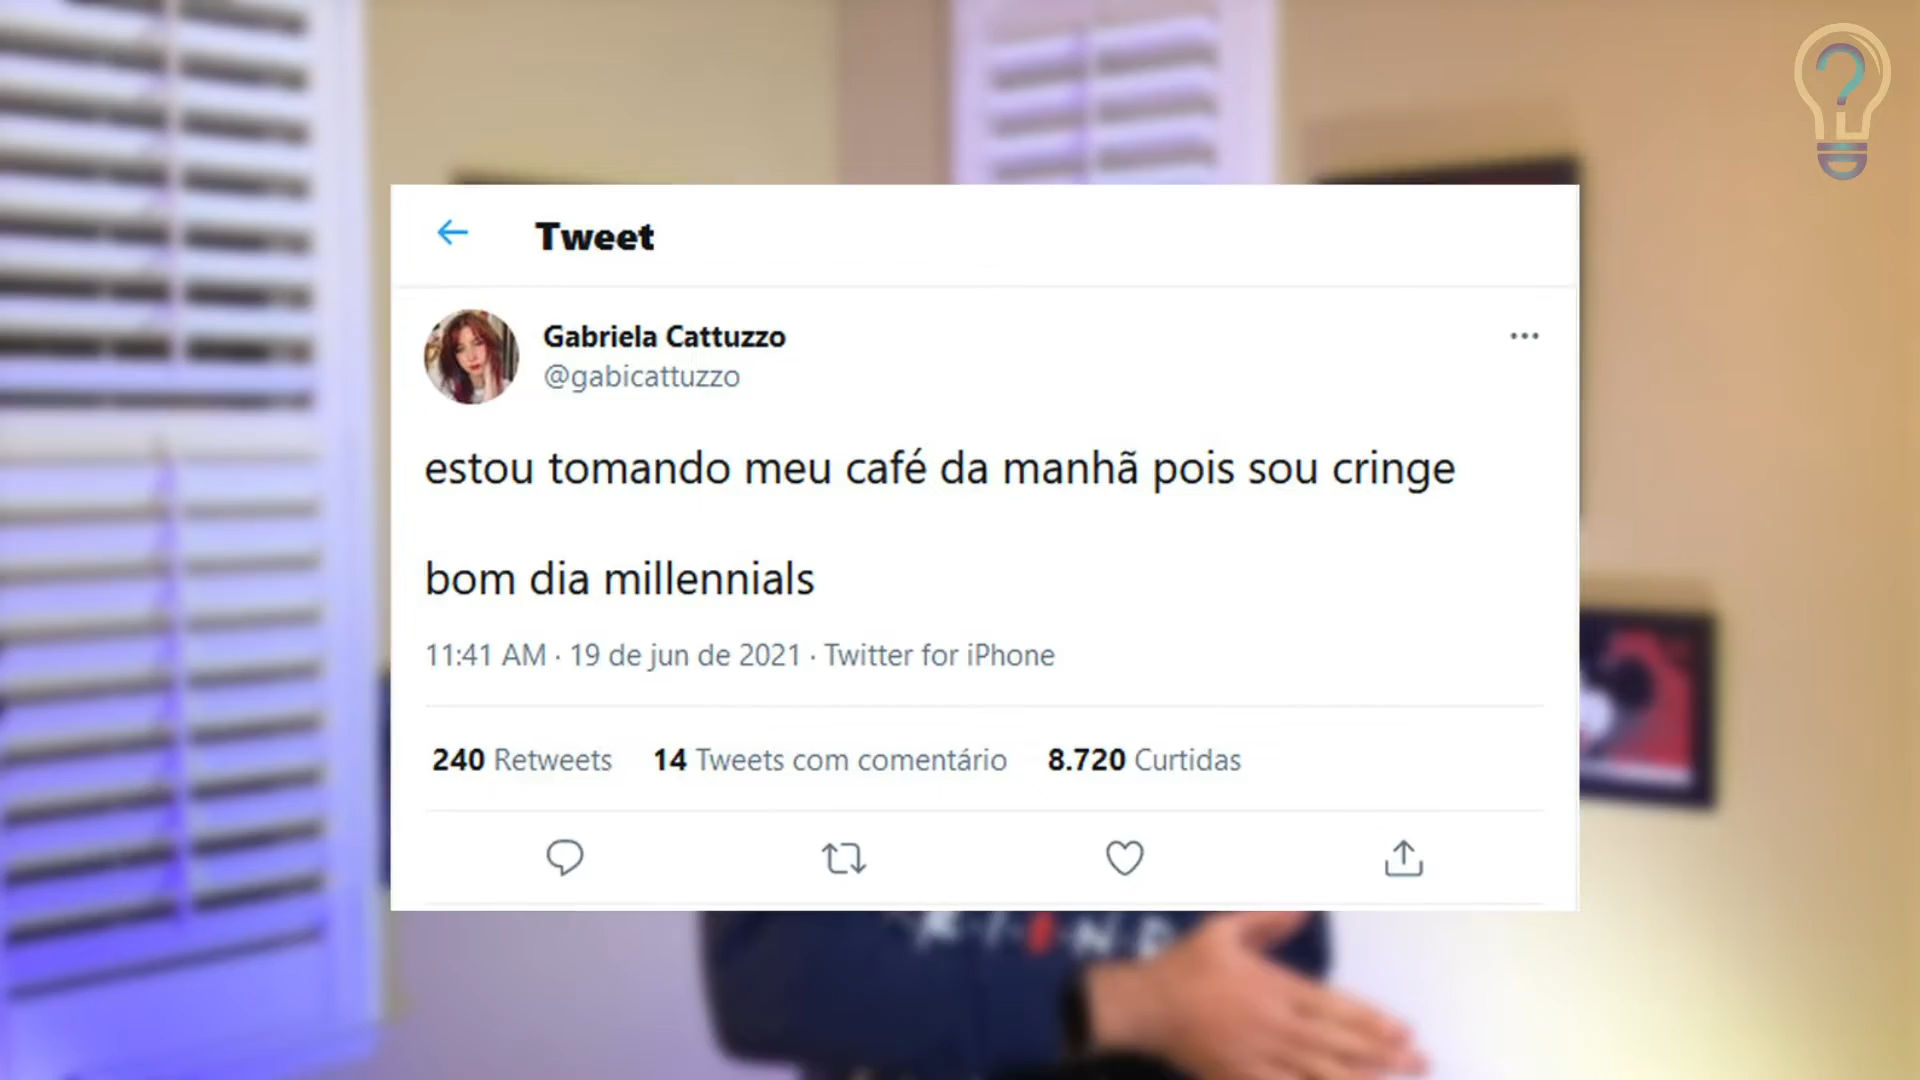 Tweet
Gabriela Cattuzzo
@gabicattuzzo
estou tomando meu café da manhã pois sou cringe
bom dia millennials
11:41 AM · 19 de jun de 2021 · Twitter for iPhone
240 Retweets 14 Tweets com comentário 8.720 Curtidas